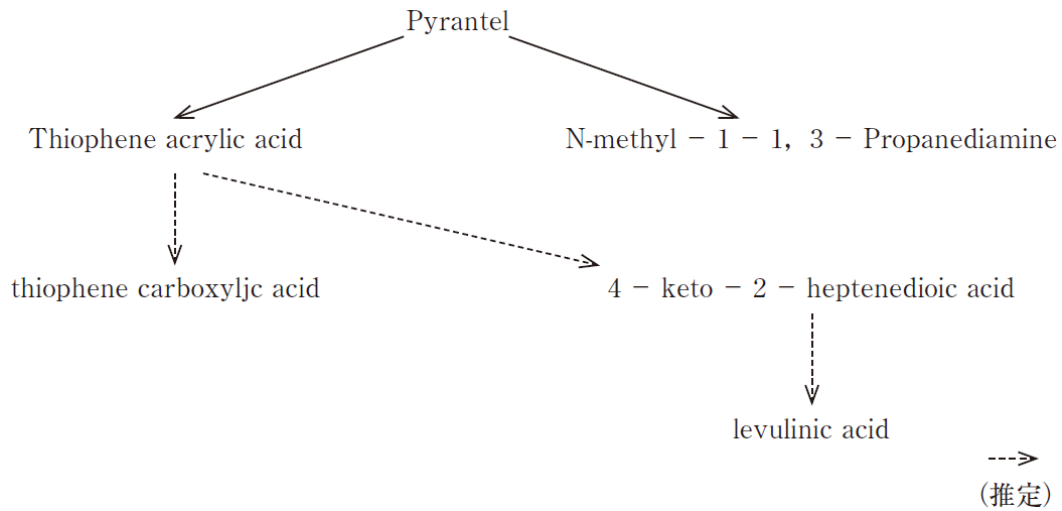 Pyrantel
Thiophene acrylic acid
N-methyl − 1 − 1, 3 − Propanediamine
thiophene carboxyljc acid
4 − keto − 2 − heptenedioic acid
levulinic acid
(推定)